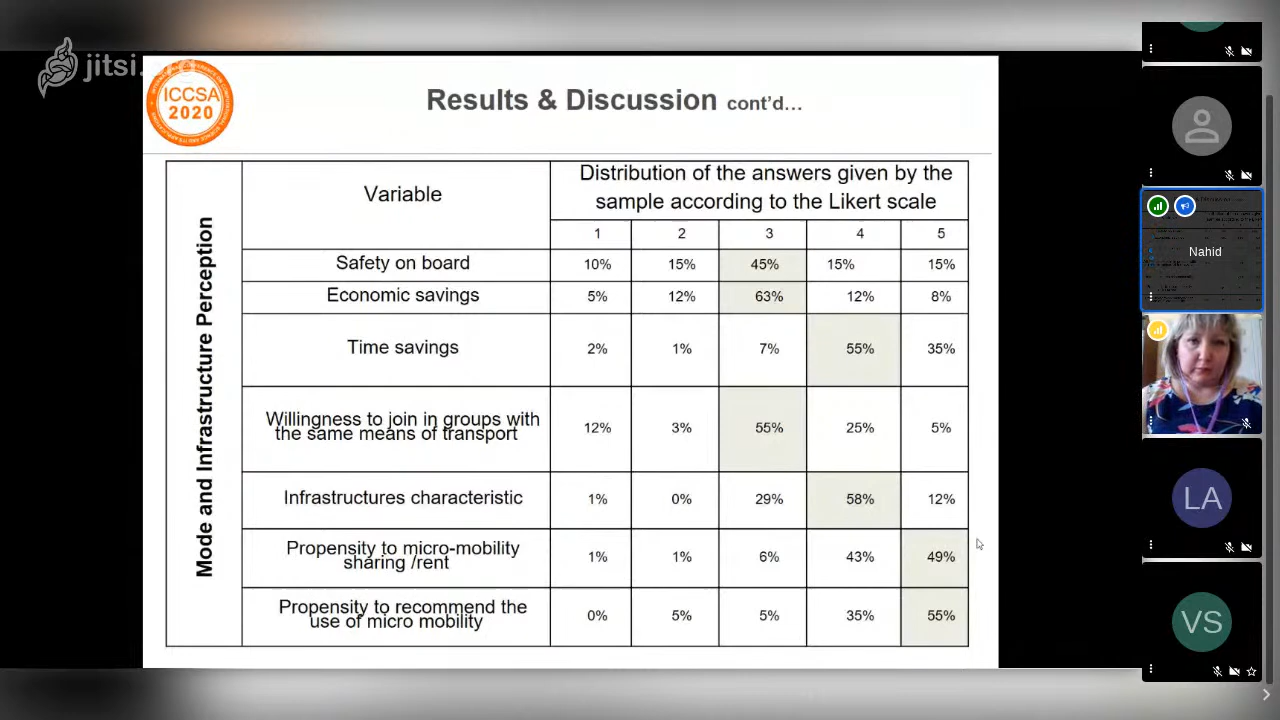 jitsi.org
ICCSA
2020
Results & Discussion cont'd...
Mode and Infrastructure Perception
Variable
Distribution of the answers given by the
sample according to the Likert scale
1 2 3 4 5
Safety on board 10% 15% 45% 15% 15%
Economic savings 5% 12% 63% 12% 8%
Time savings 2% 1% 7% 55% 35%
Willingness to join in groups with
the same means of transport 12% 3% 55% 25% 5%
Infrastructures characteristic 1% 0% 29% 58% 12%
Propensity to micro-mobility
sharing /rent 1% 1% 6% 43% 49%
Propensity to recommend the
use of micro mobility 0% 5% 5% 35% 55%
Nahid
LA
VS